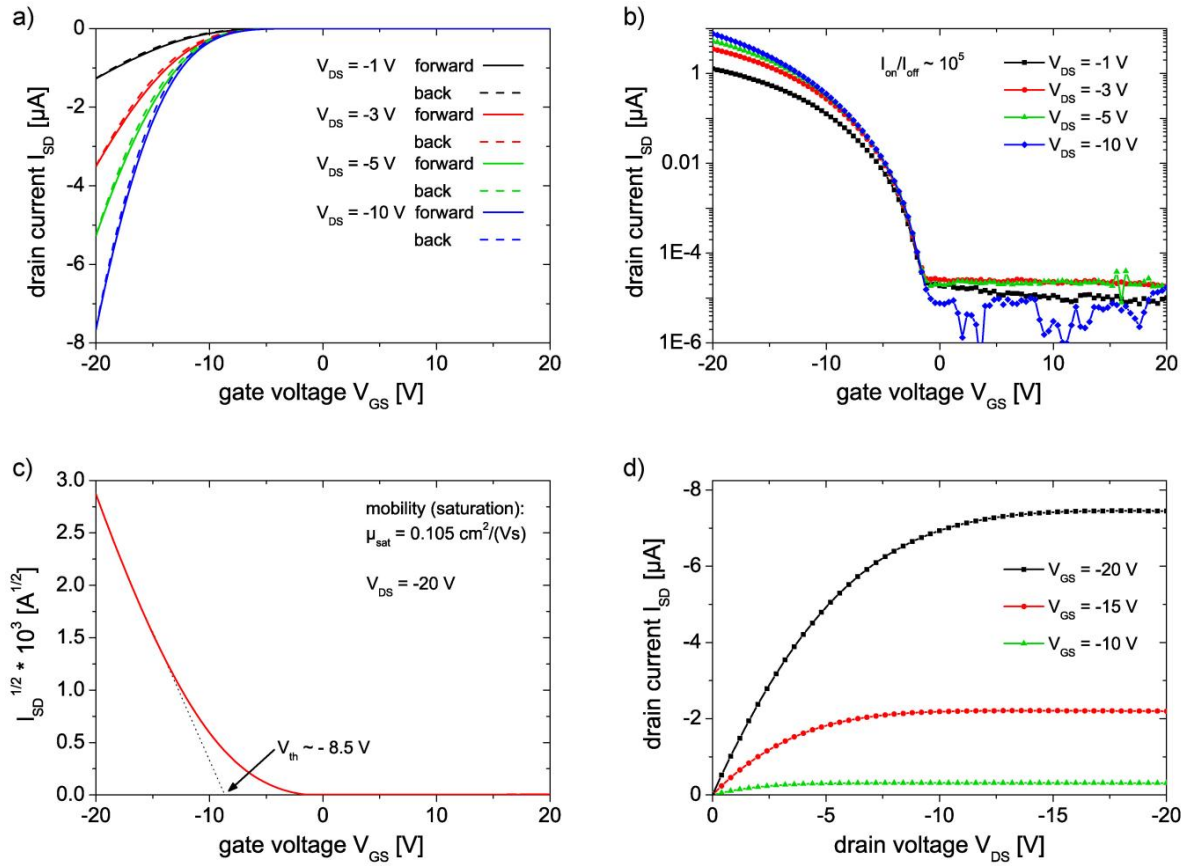 a)
0
-2
-4
-6
-8
drain current I_SD [µA]
V_DS = -1 V forward
back
V_DS = -3 V forward
back
V_DS = -5 V forward
back
V_DS = -10 V forward
back
-20 -10 0 10 20
gate voltage V_GS [V]
b)
1
0.01
1E-4
1E-6
drain current I_SD [µA]
I_on/I_off ~ 10^5
V_DS = -1 V
V_DS = -3 V
V_DS = -5 V
V_DS = -10 V
-20 -10 0 10 20
gate voltage V_GS [V]
c)
3.0
2.5
2.0
1.5
1.0
0.5
0.0
I_SD^1/2 * 10^3 [A^1/2]
mobility (saturation):
µ_sat = 0.105 cm²/(Vs)
V_DS = -20 V
V_th ~ - 8.5 V
-20 -10 0 10 20
gate voltage V_GS [V]
d)
-8
-6
-4
-2
0
drain current I_SD [µA]
V_GS = -20 V
V_GS = -15 V
V_GS = -10 V
0 -5 -10 -15 -20
drain voltage V_DS [V]